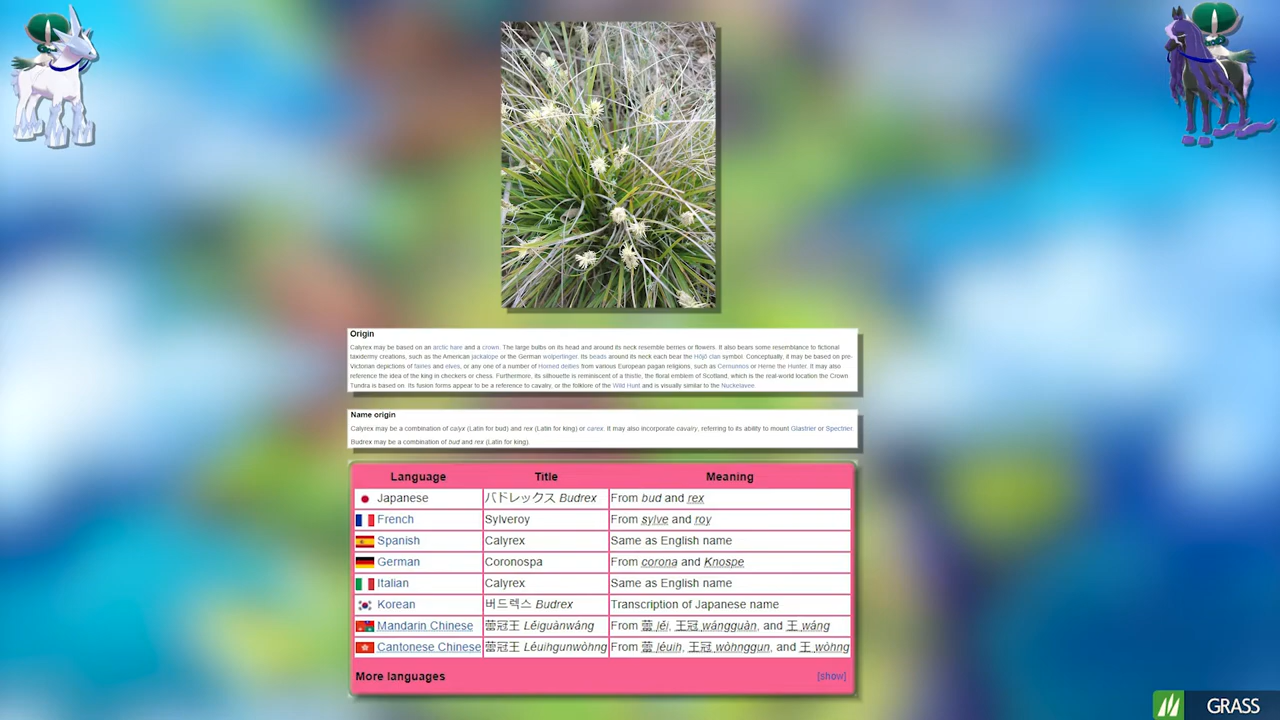 Origin
Calyrex may be based on an arctic hare and a crown. The large bulbs on its head and around its neck resemble berries or flowers. It also bears some resemblance to fictional
taxidermy creations, such as the American jackalope or the German wolpertinger. Its beads around its neck each bear the Hōjō clan symbol. Conceptually, it may be based on pre-
Victorian depictions of fairies and elves, or any one of a number of Horned deities from various European pagan religions, such as Cernunnos or Herne the Hunter. It may also
reference the idea of the king in checkers or chess. Furthermore, its silhouette is reminiscent of a thistle, the floral emblem of Scotland, which is the real-world location the Crown
Tundra is based on. Its fusion forms appear to be a reference to cavalry, or the folklore of the Wild Hunt and is visually similar to the Nuckelavee.
Name origin
Calyrex may be a combination of calyx (Latin for bud) and rex (Latin for king) or carex. It may also incorporate cavalry, referring to its ability to mount Glastrier or Spectrier.
Budrex may be a combination of bud and rex (Latin for king).
Language Title Meaning
Japanese バドレックス Budrex From bud and rex
French Sylveroy From sylve and roy
Spanish Calyrex Same as English name
German Coronospa From corona and Knospe
Italian Calyrex Same as English name
Korean 버드렉스 Budrex Transcription of Japanese name
Mandarin Chinese 蕾冠王 Lěiguànwáng From 蕾 lěi, 王冠 wángguàn, and 王 wáng
Cantonese Chinese 蕾冠王 Lèuihgunwòhng From 蕾 lèuih, 王冠 wòhnggun, and 王 wòhng
More languages [show]
GRASS